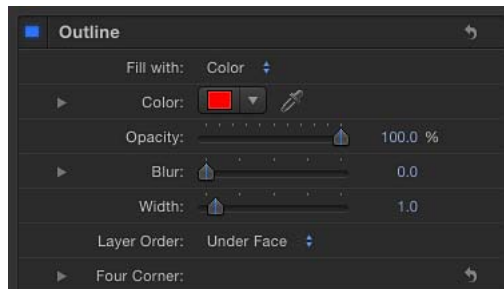 Outline
Fill with: Color
Color:
Opacity: 100.0 %
Blur: 0.0
Width: 1.0
Layer Order: Under Face
Four Corner: